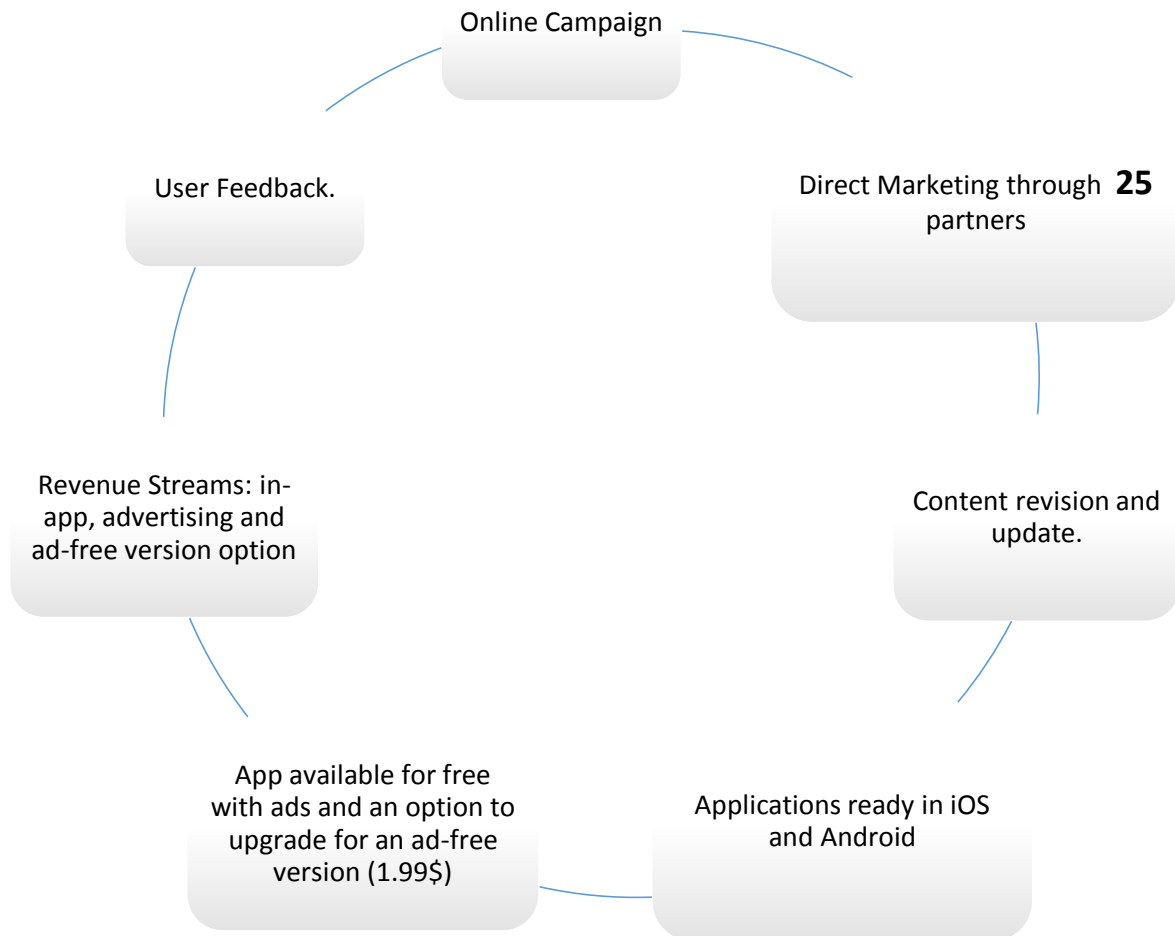 Online Campaign
Direct Marketing through 25
partners
Content revision and
update.
Applications ready in iOS
and Android
App available for free
with ads and an option to
upgrade for an ad-free
version (1.99$)
Revenue Streams: in-
app, advertising and
ad-free version option
User Feedback.